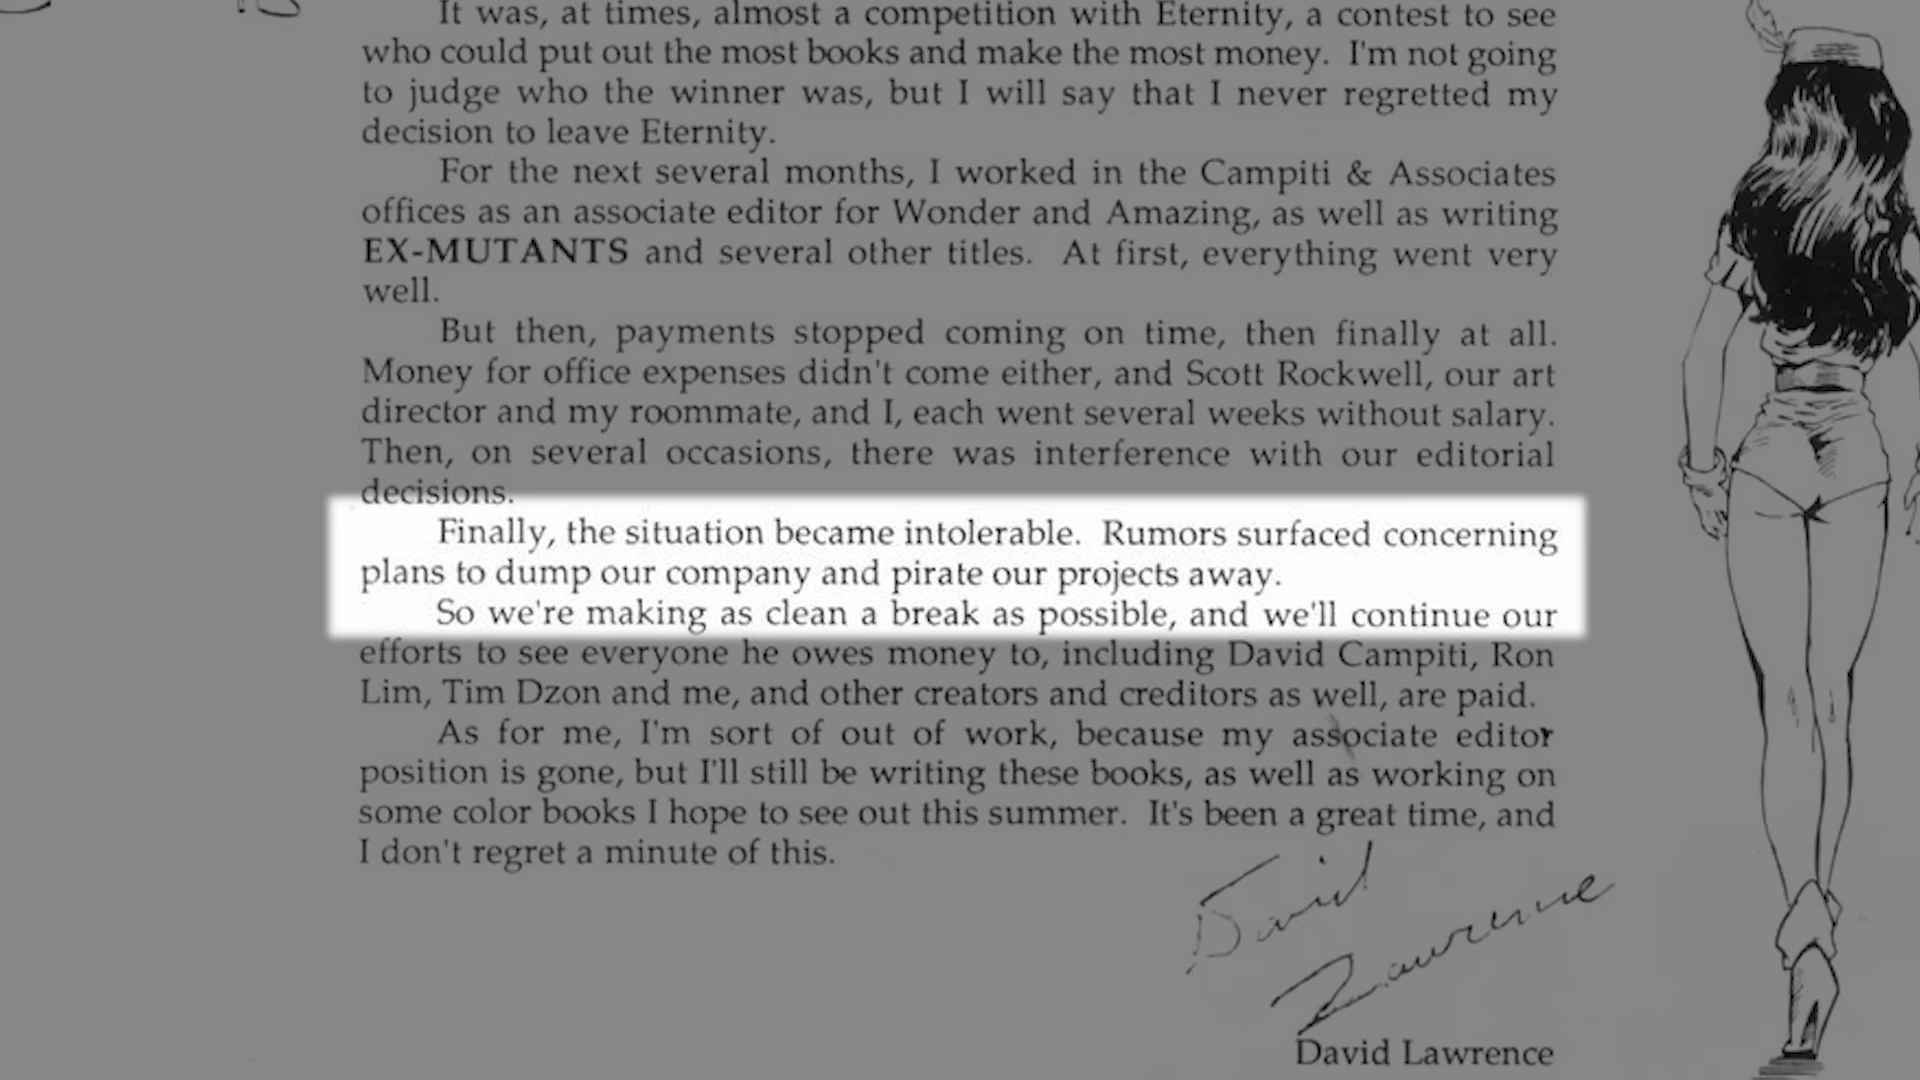 It was, at times, almost a competition with Eternity, a contest to see
who could put out the most books and make the most money. I'm not going
to judge who the winner was, but I will say that I never regretted my
decision to leave Eternity.
For the next several months, I worked in the Campiti & Associates
offices as an associate editor for Wonder and Amazing, as well as writing
EX-MUTANTS and several other titles. At first, everything went very
well.
But then, payments stopped coming on time, then finally at all.
Money for office expenses didn't come either, and Scott Rockwell, our art
director and my roommate, and I, each went several weeks without salary.
Then, on several occasions, there was interference with our editorial
decisions.
Finally, the situation became intolerable. Rumors surfaced concerning
plans to dump our company and pirate our projects away.
So we're making as clean a break as possible, and we'll continue our
efforts to see everyone he owes money to, including David Campiti, Ron
Lim, Tim Dzon and me, and other creators and creditors as well, are paid.
As for me, I'm sort of out of work, because my associate editor
position is gone, but I'll still be writing these books, as well as working on
some color books I hope to see out this summer. It's been a great time, and
I don't regret a minute of this.
David
Lawrence
David Lawrence